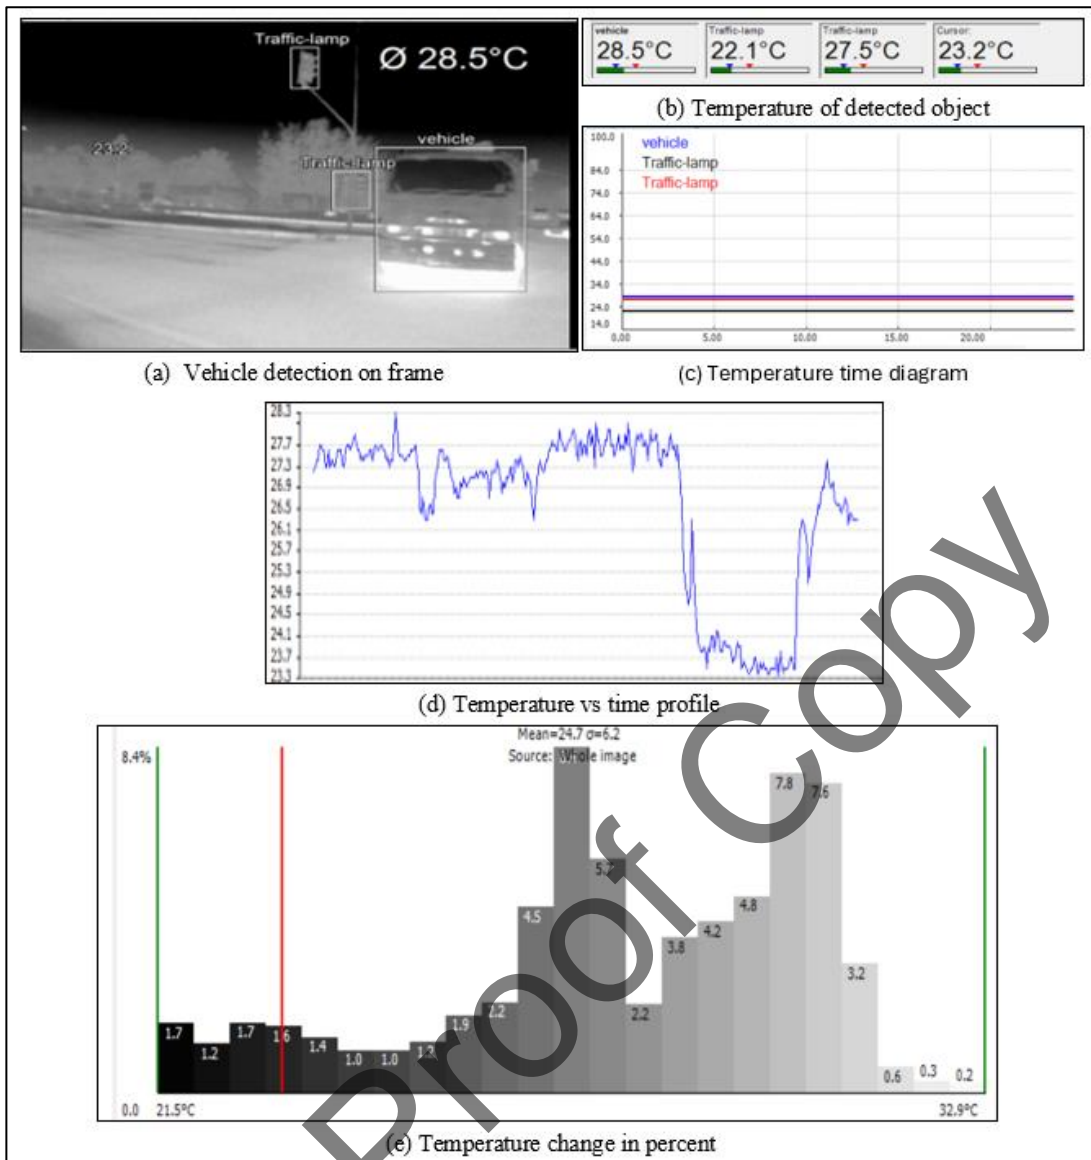 Traffic-lamp
Ø 28.5°C
vehicle
23.2
Traffic-lamp
(a) Vehicle detection on frame
vehicle Traffic-lamp Traffic-lamp Cursor:
28.5°C 22.1°C 27.5°C 23.2°C
(b) Temperature of detected object
100.0
vehicle
Traffic-lamp
84.0
74.0
Traffic-lamp
64.0
54.0
44.0
34.0
24.0
14.0
0.00 5.00 10.00 15.00 20.00
(c) Temperature time diagram
28.3
27.7
27.3
26.9
26.5
26.1
25.7
25.3
24.9
24.5
24.1
23.7
23.3
(d) Temperature vs time profile
Mean=24.7 σ=6.2
8.4%
Source: Whole image
1.7 1.2 1.7 1.6 1.4 1.0 1.0 1.9 2.2 4.5 2.2 3.8 4.2 4.8 7.8 7.6 3.2 0.6 0.3 0.2
0.0 21.5°C 32.9°C
(e) Temperature change in percent
Proof Copy